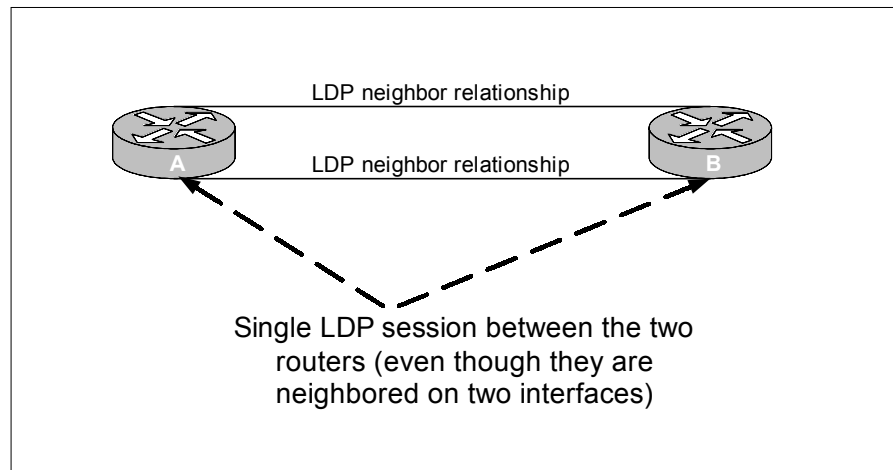 LDP neighbor relationship
A
B
LDP neighbor relationship
Single LDP session between the two
routers (even though they are
neighbored on two interfaces)